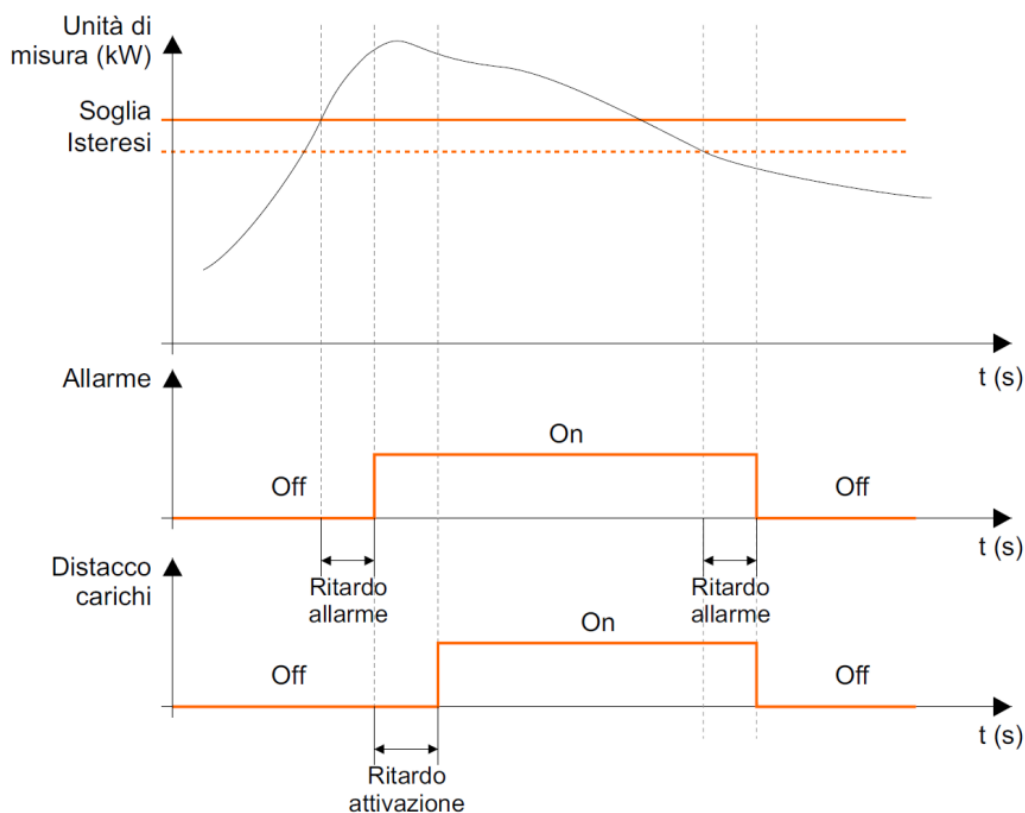 Unità di
misura (kW)
Soglia
Isteresi
t (s)
Allarme
On
Off
Off
t (s)
Ritardo
allarme
Ritardo
allarme
Distacco
carichi
On
Off
Off
t (s)
Ritardo
attivazione